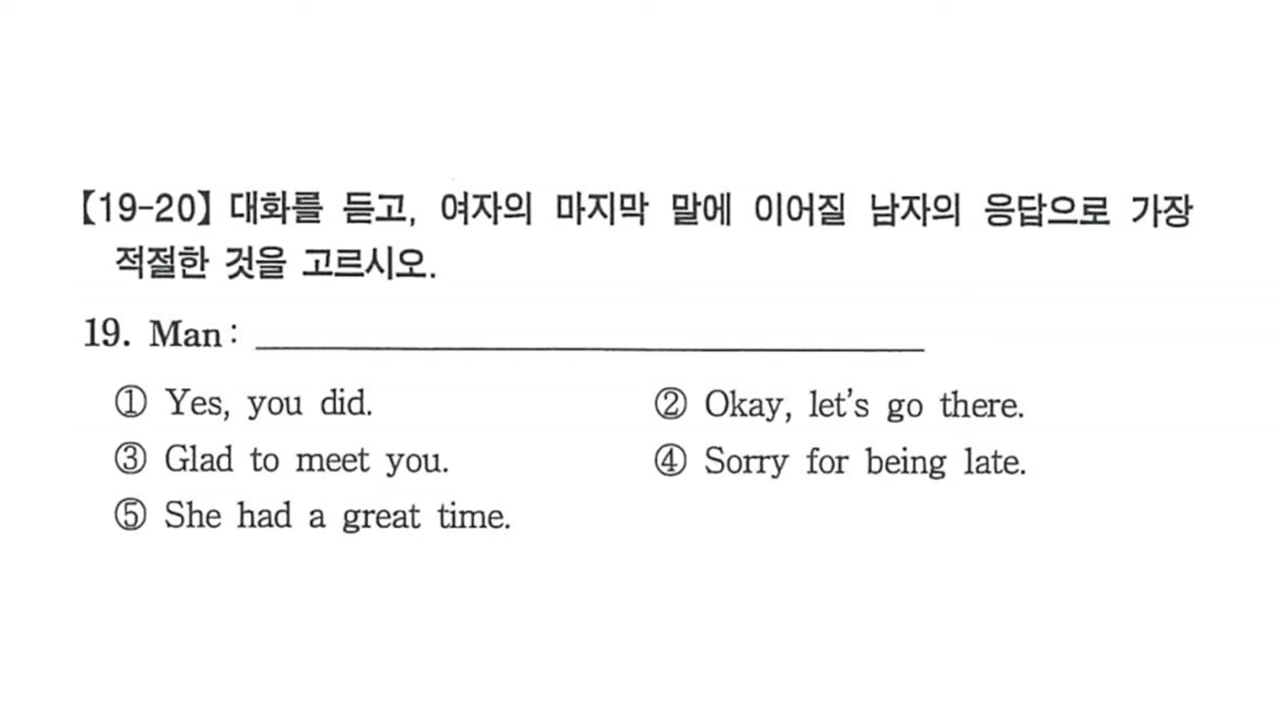 【19-20】 대화를 듣고, 여자의 마지막 말에 이어질 남자의 응답으로 가장
적절한 것을 고르시오.
19. Man : ____________________
① Yes, you did.
② Okay, let's go there.
③ Glad to meet you.
④ Sorry for being late.
⑤ She had a great time.